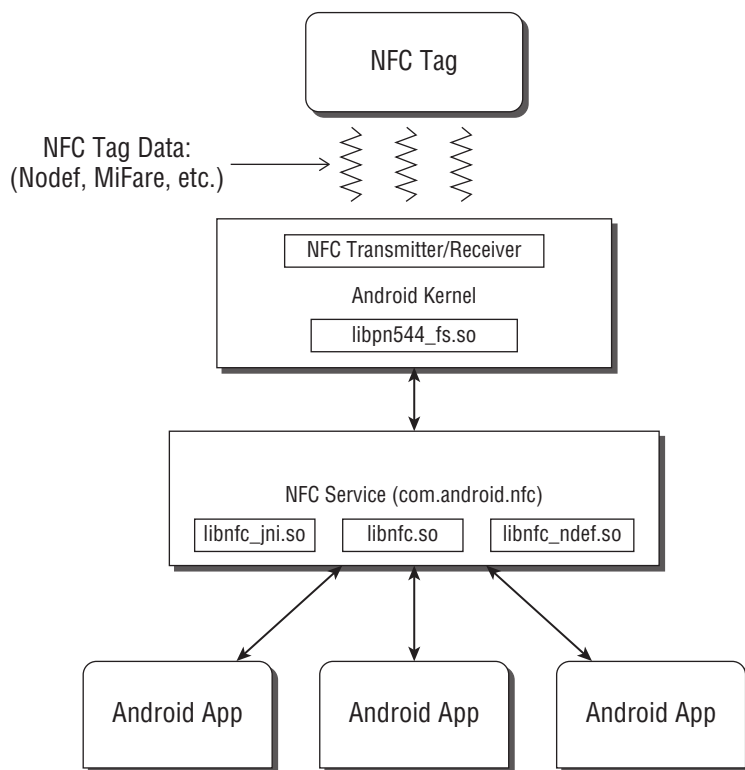 NFC Tag
NFC Tag Data:
(Nodef, MiFare, etc.)
NFC Transmitter/Receiver
Android Kernel
libpn544_fs.so
NFC Service (com.android.nfc)
libnfc_jni.so
libnfc.so
libnfc_ndef.so
Android App
Android App
Android App